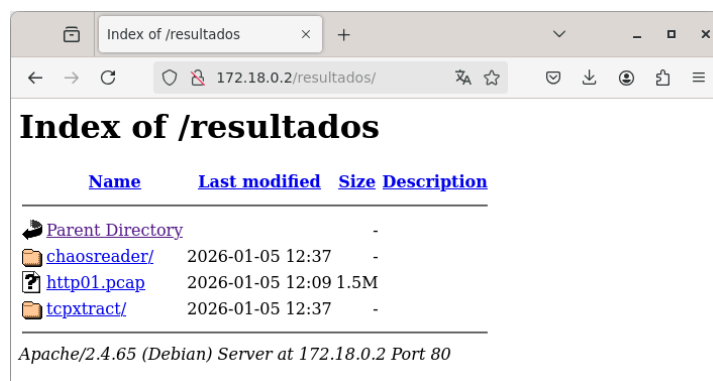 Index of /resultados
172.18.0.2/resultados/
Index of /resultados
Name Last modified Size Description
Parent Directory -
chaosreader/ 2026-01-05 12:37 -
http01.pcap 2026-01-05 12:09 1.5M
tcpxtract/ 2026-01-05 12:37 -
Apache/2.4.65 (Debian) Server at 172.18.0.2 Port 80